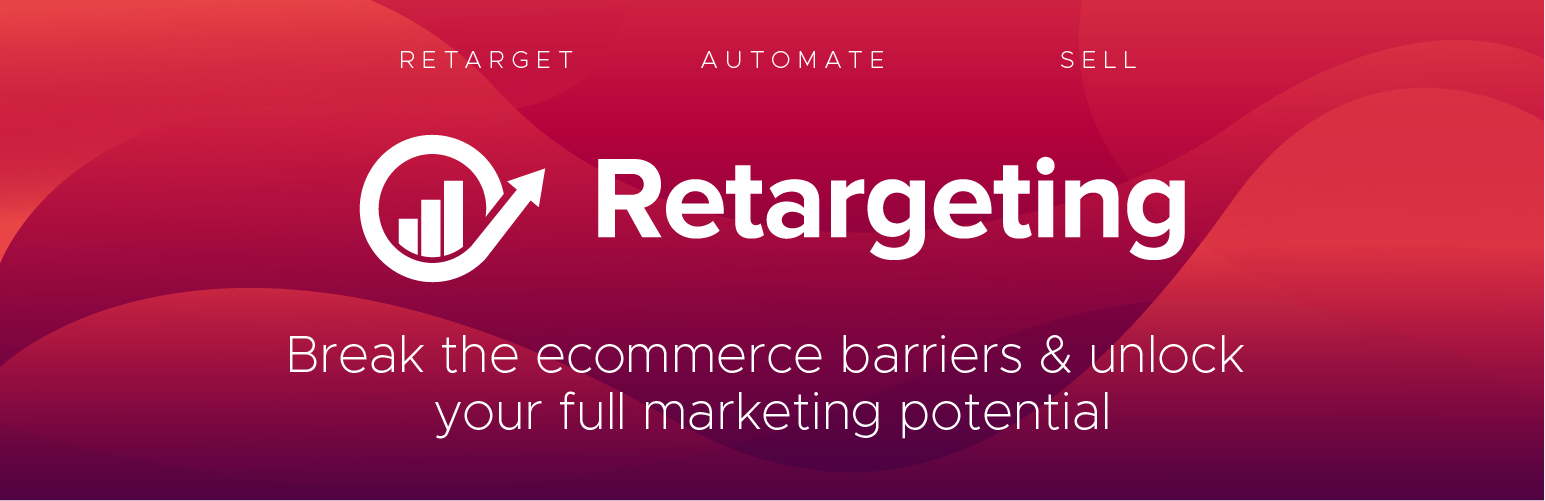 RETARGET AUTOMATE SELL
Retargeting
Break the ecommerce barriers & unlock
your full marketing potential